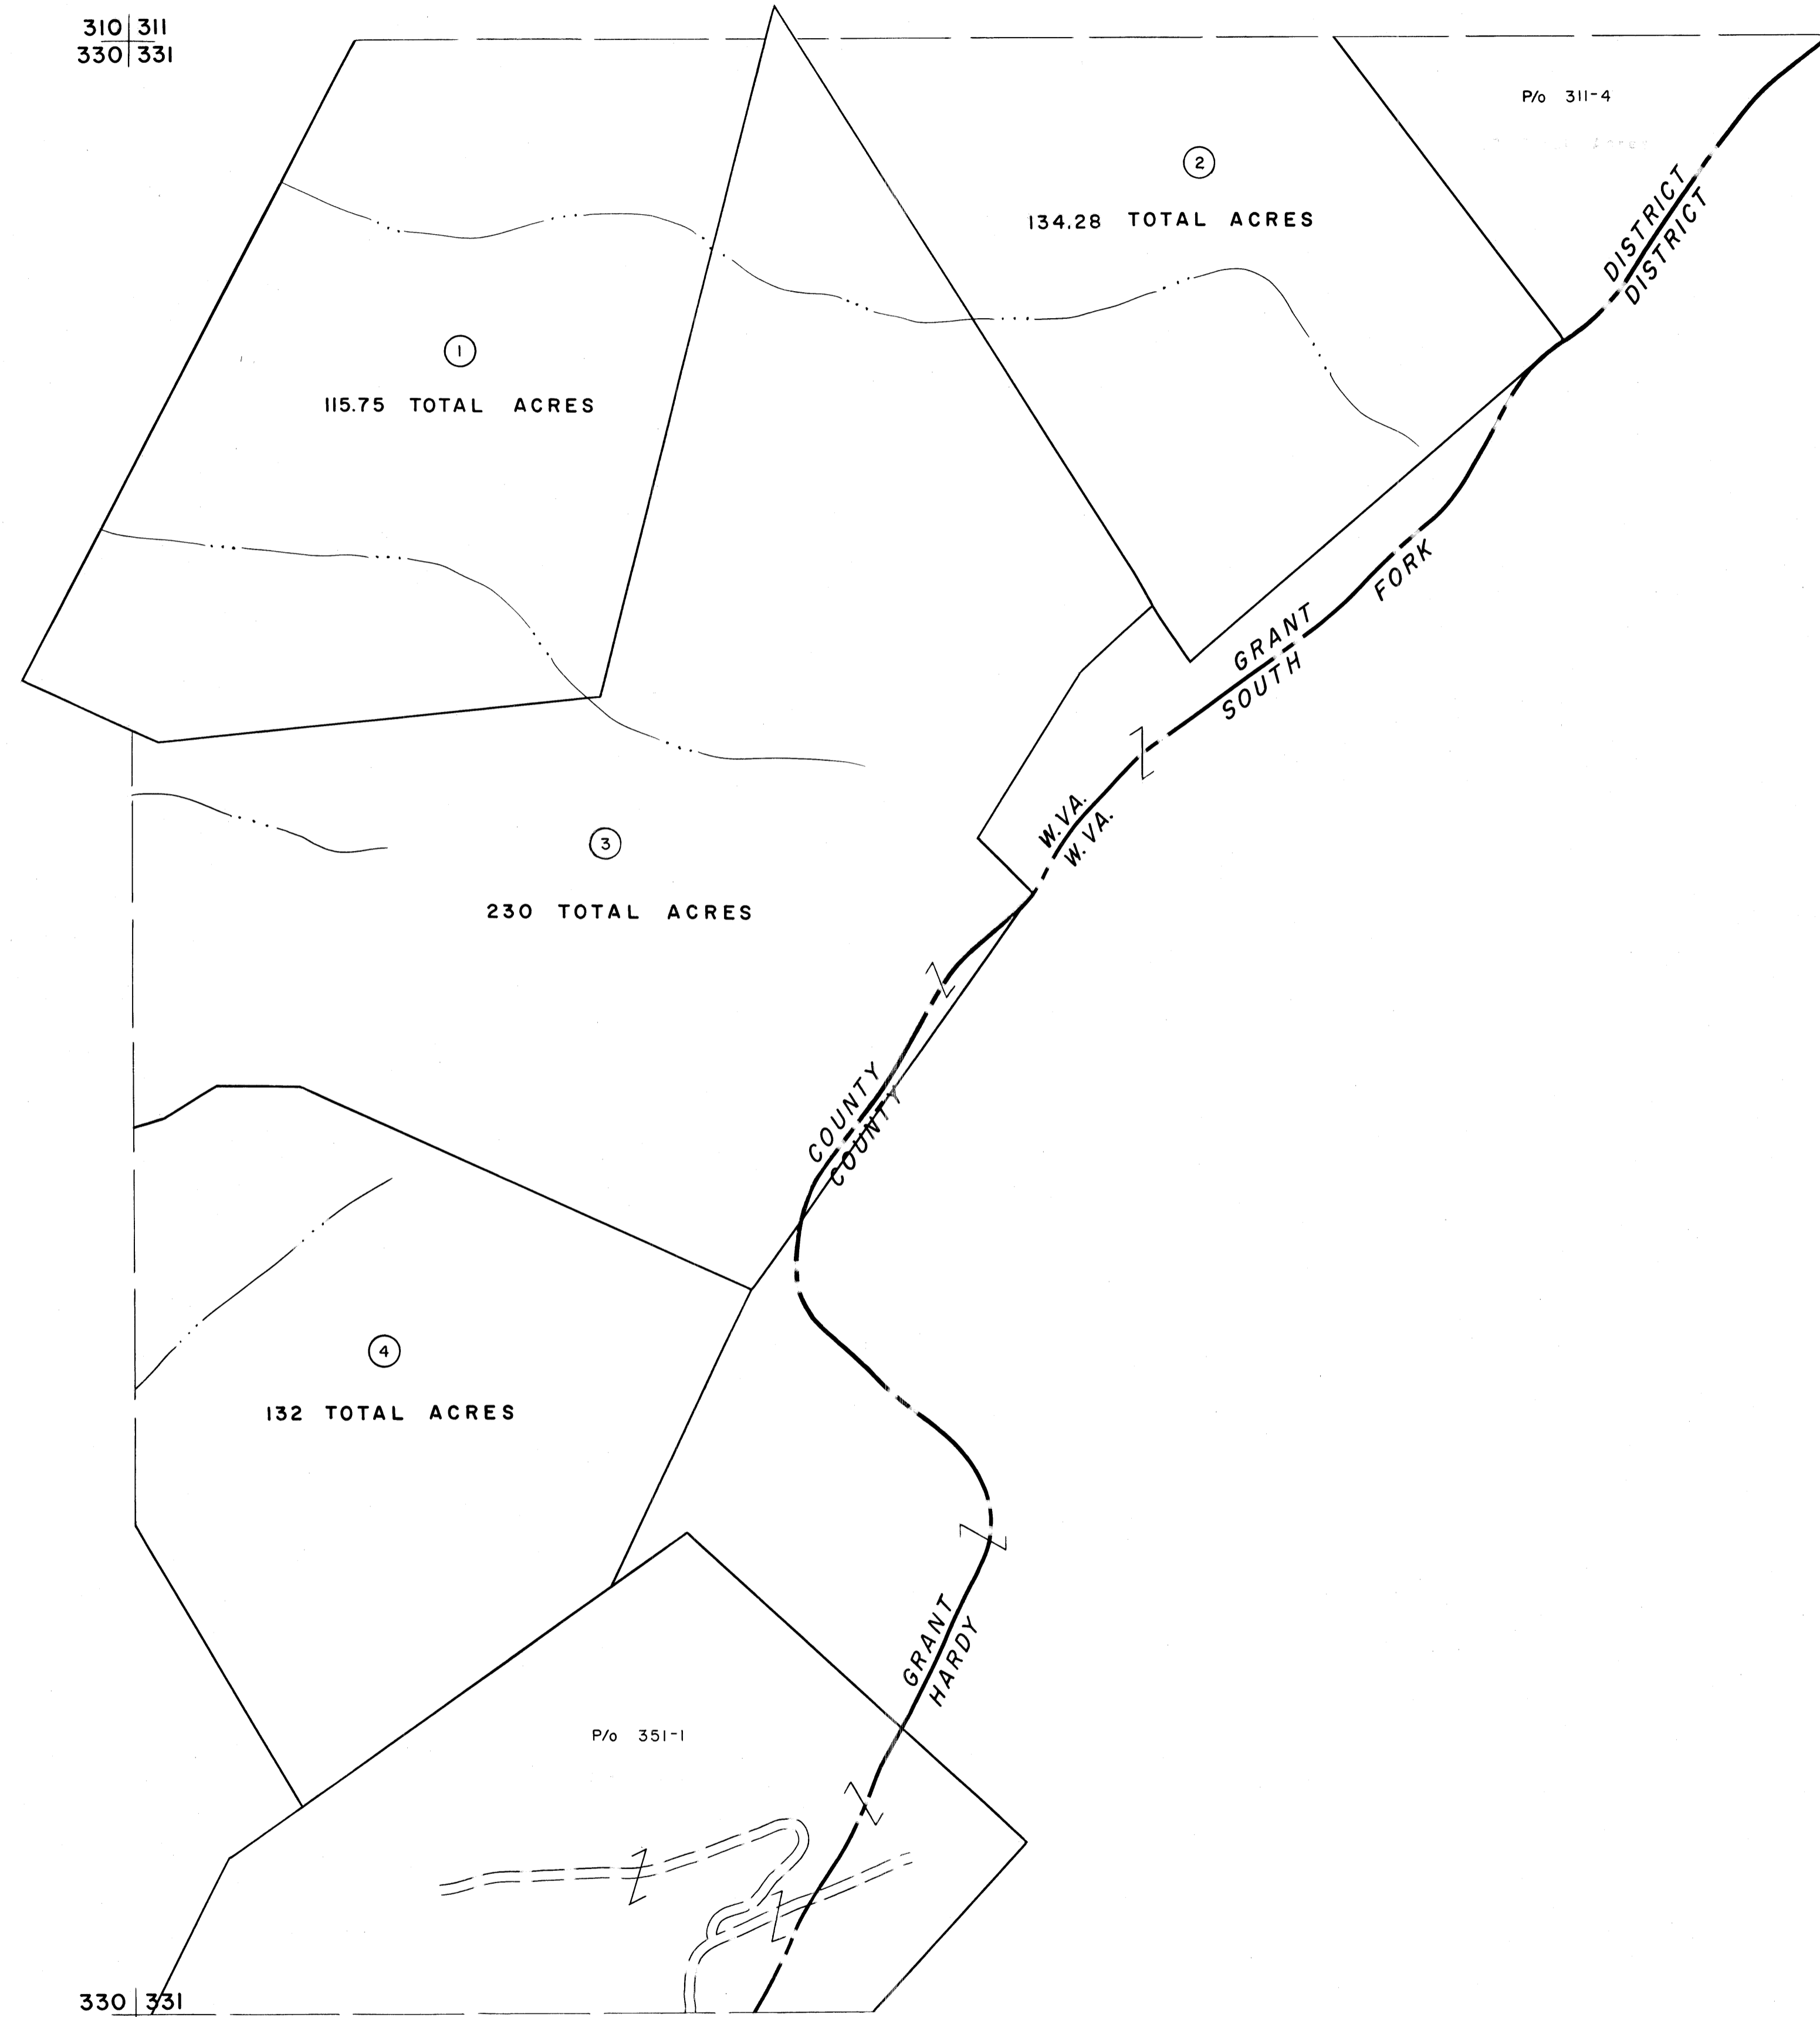 310 311
330 331
P/o 311-4
2
134.28 TOTAL ACRES
DISTRICT
DISTRICT
1
115.75 TOTAL ACRES
GRANT
SOUTH FORK
W.VA.
W.VA.
3
230 TOTAL ACRES
COUNTY
COUNTY
4
132 TOTAL ACRES
GRANT
HARDY
P/o 351-1
330 331